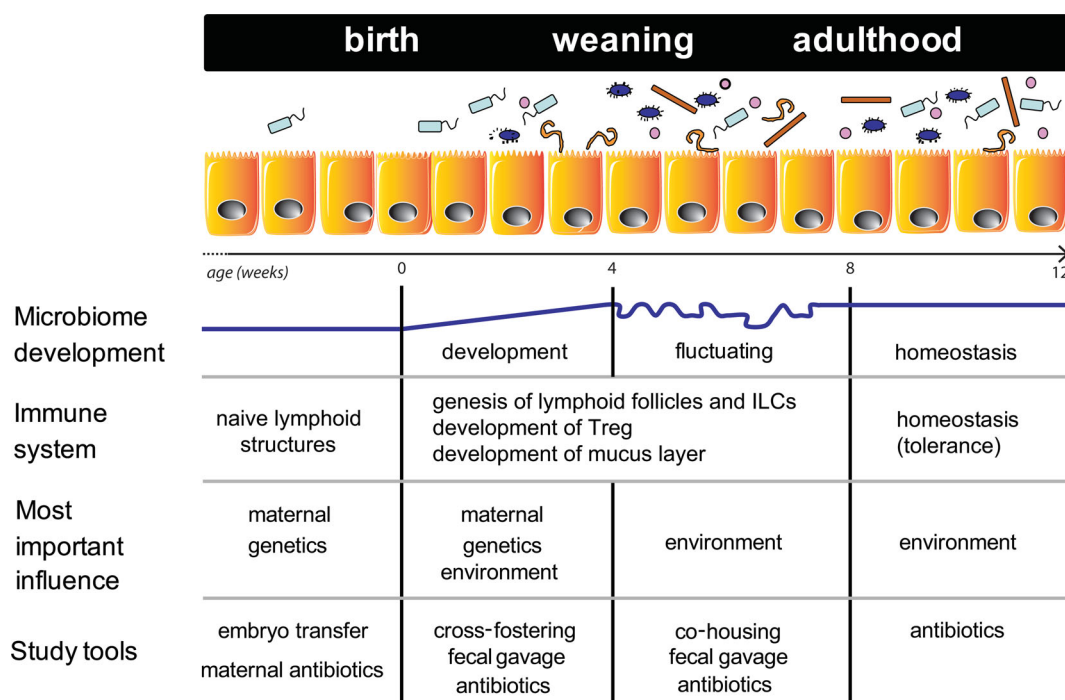 birth weaning adulthood
age (weeks) 0 4 8 12
Microbiome
development
development fluctuating homeostasis
Immune
system
naive lymphoid
structures
genesis of lymphoid follicles and ILCs
development of Treg
development of mucus layer
homeostasis
(tolerance)
Most
important
influence
maternal
genetics
maternal
genetics
environment
environment
environment
Study tools
embryo transfer
maternal antibiotics
cross-fostering
fecal gavage
antibiotics
co-housing
fecal gavage
antibiotics
antibiotics